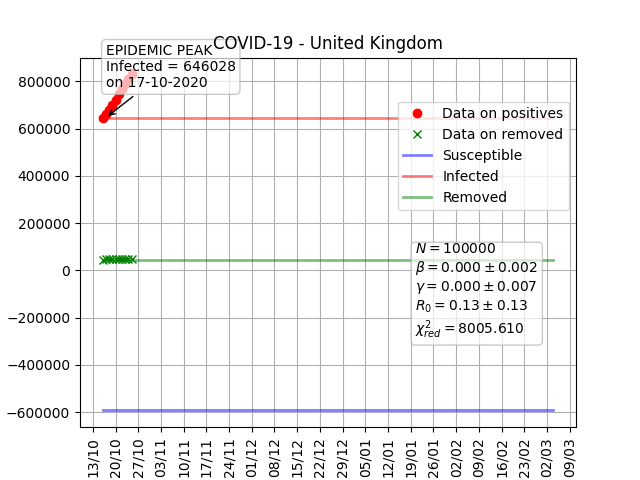 COVID-19 - United Kingdom
EPIDEMIC PEAK
Infected = 646028
on 17-10-2020
800000
600000
400000
200000
0
−200000
−400000
−600000
Data on positives
Data on removed
Susceptible
Infected
Removed
N = 100000
β = 0.000 ± 0.002
γ = 0.000 ± 0.007
R₀ = 0.13 ± 0.13
χ²red = 8005.610
13/10
20/10
27/10
03/11
10/11
17/11
24/11
01/12
08/12
15/12
22/12
29/12
05/01
12/01
19/01
26/01
02/02
09/02
16/02
23/02
02/03
09/03